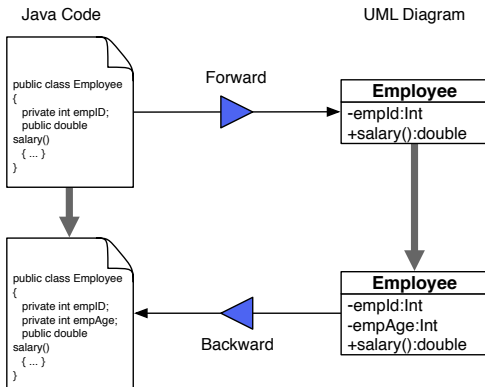 Java Code
UML Diagram
public class Employee
{
private int empID;
public double
salary()
{ ... }
}
Forward
Employee
-empId:Int
+salary():double
public class Employee
{
private int empID;
private int empAge;
public double
salary()
{ ... }
}
Backward
Employee
-empId:Int
-empAge:Int
+salary():double